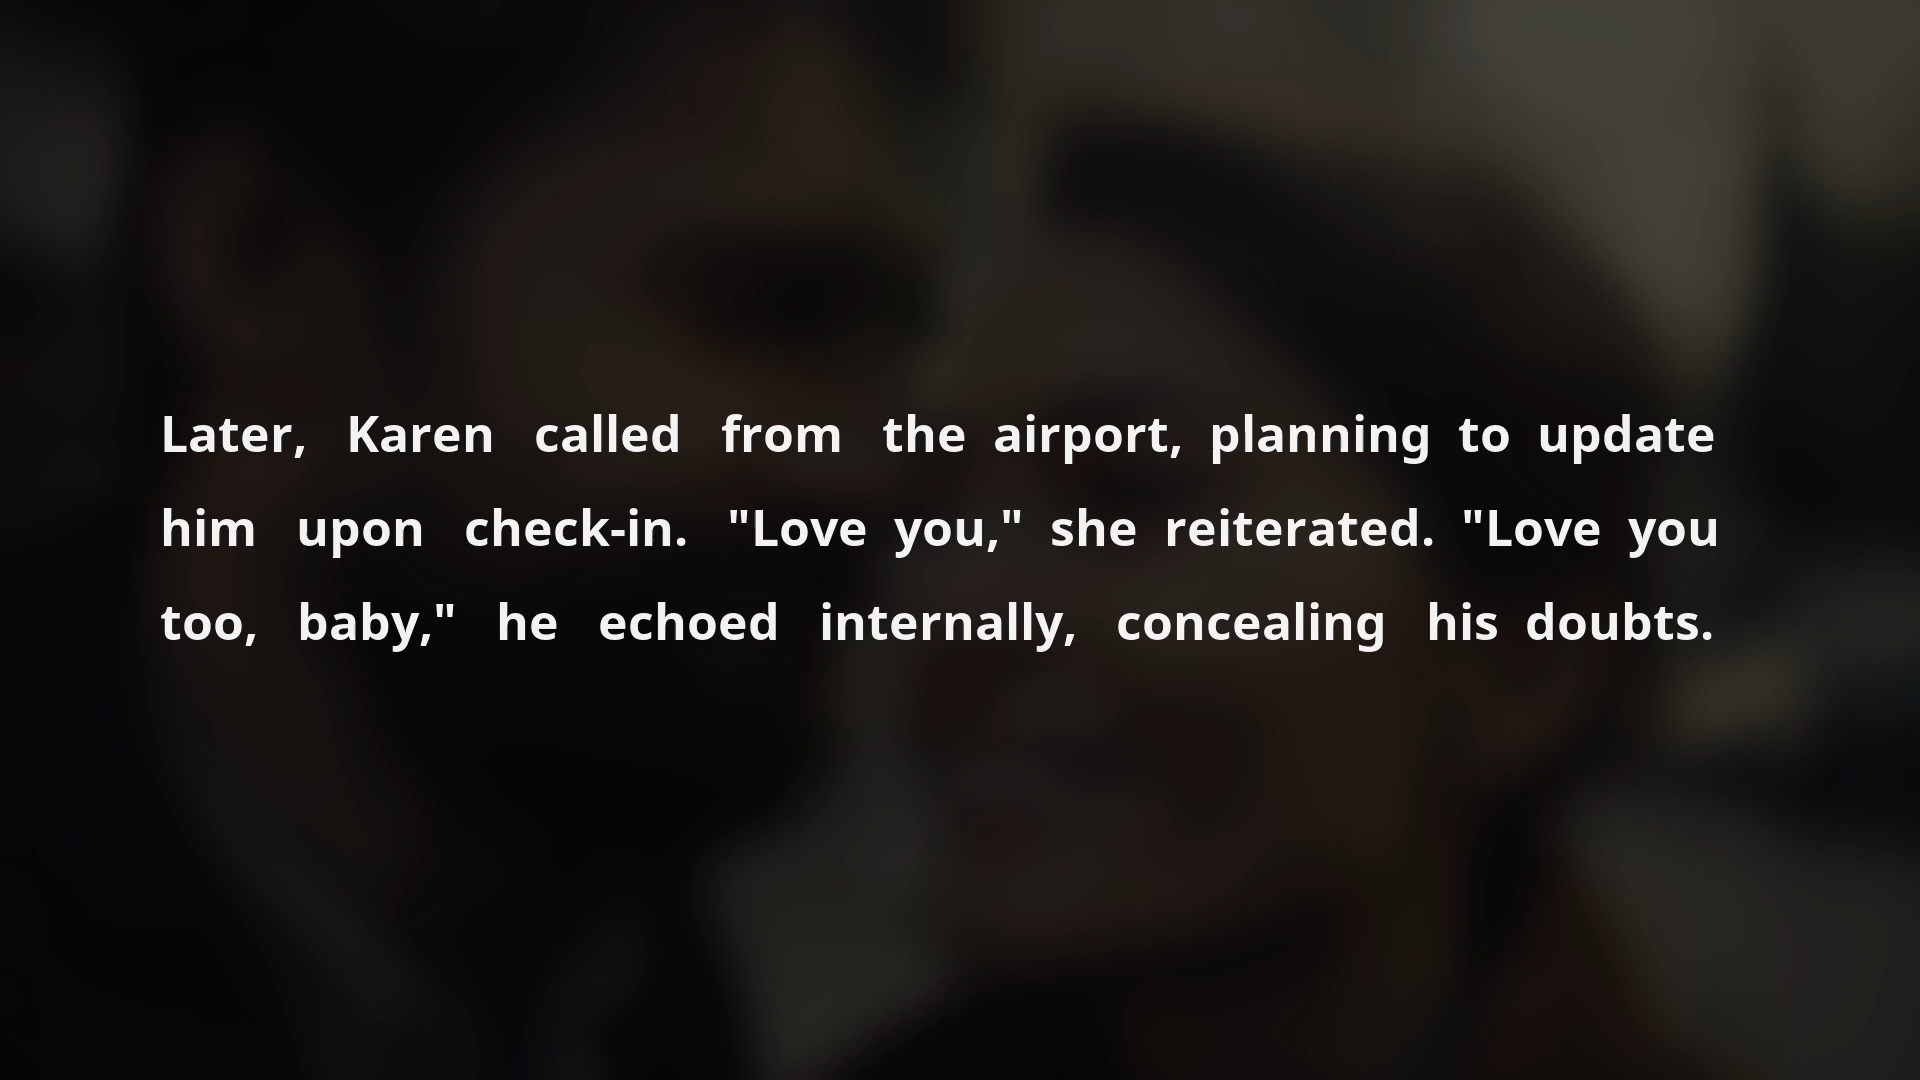 Later, Karen called from the airport, planning to update
him upon check-in. "Love you," she reiterated. "Love you
too, baby," he echoed internally, concealing his doubts.